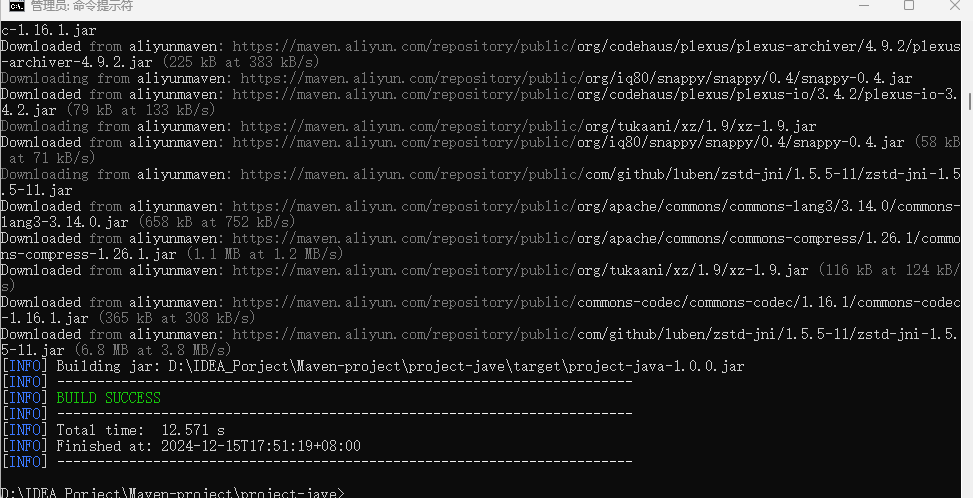 管理员: 命令提示符
c-1.16.1.jar
Downloaded from aliyunmaven: https://maven.aliyun.com/repository/public/org/codehaus/plexus/plexus-archiver/4.9.2/plexus
-archiver-4.9.2.jar (225 kB at 383 kB/s)
Downloading from aliyunmaven: https://maven.aliyun.com/repository/public/org/iq80/snappy/snappy/0.4/snappy-0.4.jar
Downloaded from aliyunmaven: https://maven.aliyun.com/repository/public/org/codehaus/plexus/plexus-io/3.4.2/plexus-io-3.
4.2.jar (79 kB at 133 kB/s)
Downloading from aliyunmaven: https://maven.aliyun.com/repository/public/org/tukaani/xz/1.9/xz-1.9.jar
Downloaded from aliyunmaven: https://maven.aliyun.com/repository/public/org/iq80/snappy/snappy/0.4/snappy-0.4.jar (58 kB
 at 71 kB/s)
Downloading from aliyunmaven: https://maven.aliyun.com/repository/public/com/github/luben/zstd-jni/1.5.5-11/zstd-jni-1.5
.5-11.jar
Downloaded from aliyunmaven: https://maven.aliyun.com/repository/public/org/apache/commons/commons-lang3/3.14.0/commons-
lang3-3.14.0.jar (658 kB at 752 kB/s)
Downloaded from aliyunmaven: https://maven.aliyun.com/repository/public/org/apache/commons/commons-compress/1.26.1/commo
ns-compress-1.26.1.jar (1.1 MB at 1.2 MB/s)
Downloaded from aliyunmaven: https://maven.aliyun.com/repository/public/org/tukaani/xz/1.9/xz-1.9.jar (116 kB at 124 kB/
s)
Downloaded from aliyunmaven: https://maven.aliyun.com/repository/public/commons-codec/commons-codec/1.16.1/commons-codec
-1.16.1.jar (365 kB at 308 kB/s)
Downloaded from aliyunmaven: https://maven.aliyun.com/repository/public/com/github/luben/zstd-jni/1.5.5-11/zstd-jni-1.5.
5-11.jar (6.8 MB at 3.8 MB/s)
[INFO] Building jar: D:\IDEA_Porject\Maven-project\project-jave\target\project-java-1.0.0.jar
[INFO] ------------------------------------------------------------------------
[INFO] BUILD SUCCESS
[INFO] ------------------------------------------------------------------------
[INFO] Total time:  12.571 s
[INFO] Finished at: 2024-12-15T17:51:19+08:00
[INFO] ------------------------------------------------------------------------
D:\IDEA_Porject\Maven-project\project-jave>